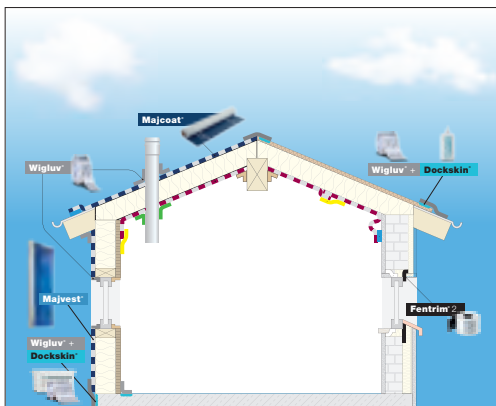 Majcoat®
Wigluv®
Wigluv® + Dockskin®
Majvest®
Fentrim® 2
Wigluv® +
Dockskin®